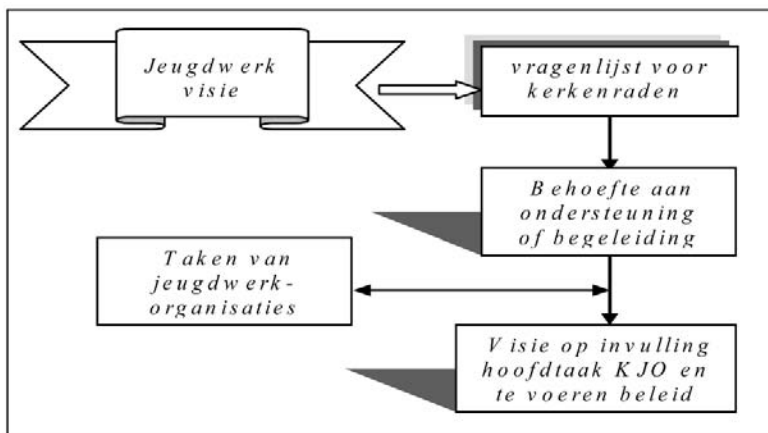 Jeugdwerk
visie
vragenlijst voor
kerkenraden
Behoefte aan
ondersteuning
of begeleiding
Taken van
jeugdwerk-
organisaties
Visie op invulling
hoofdtaak KJO en
te voeren beleid